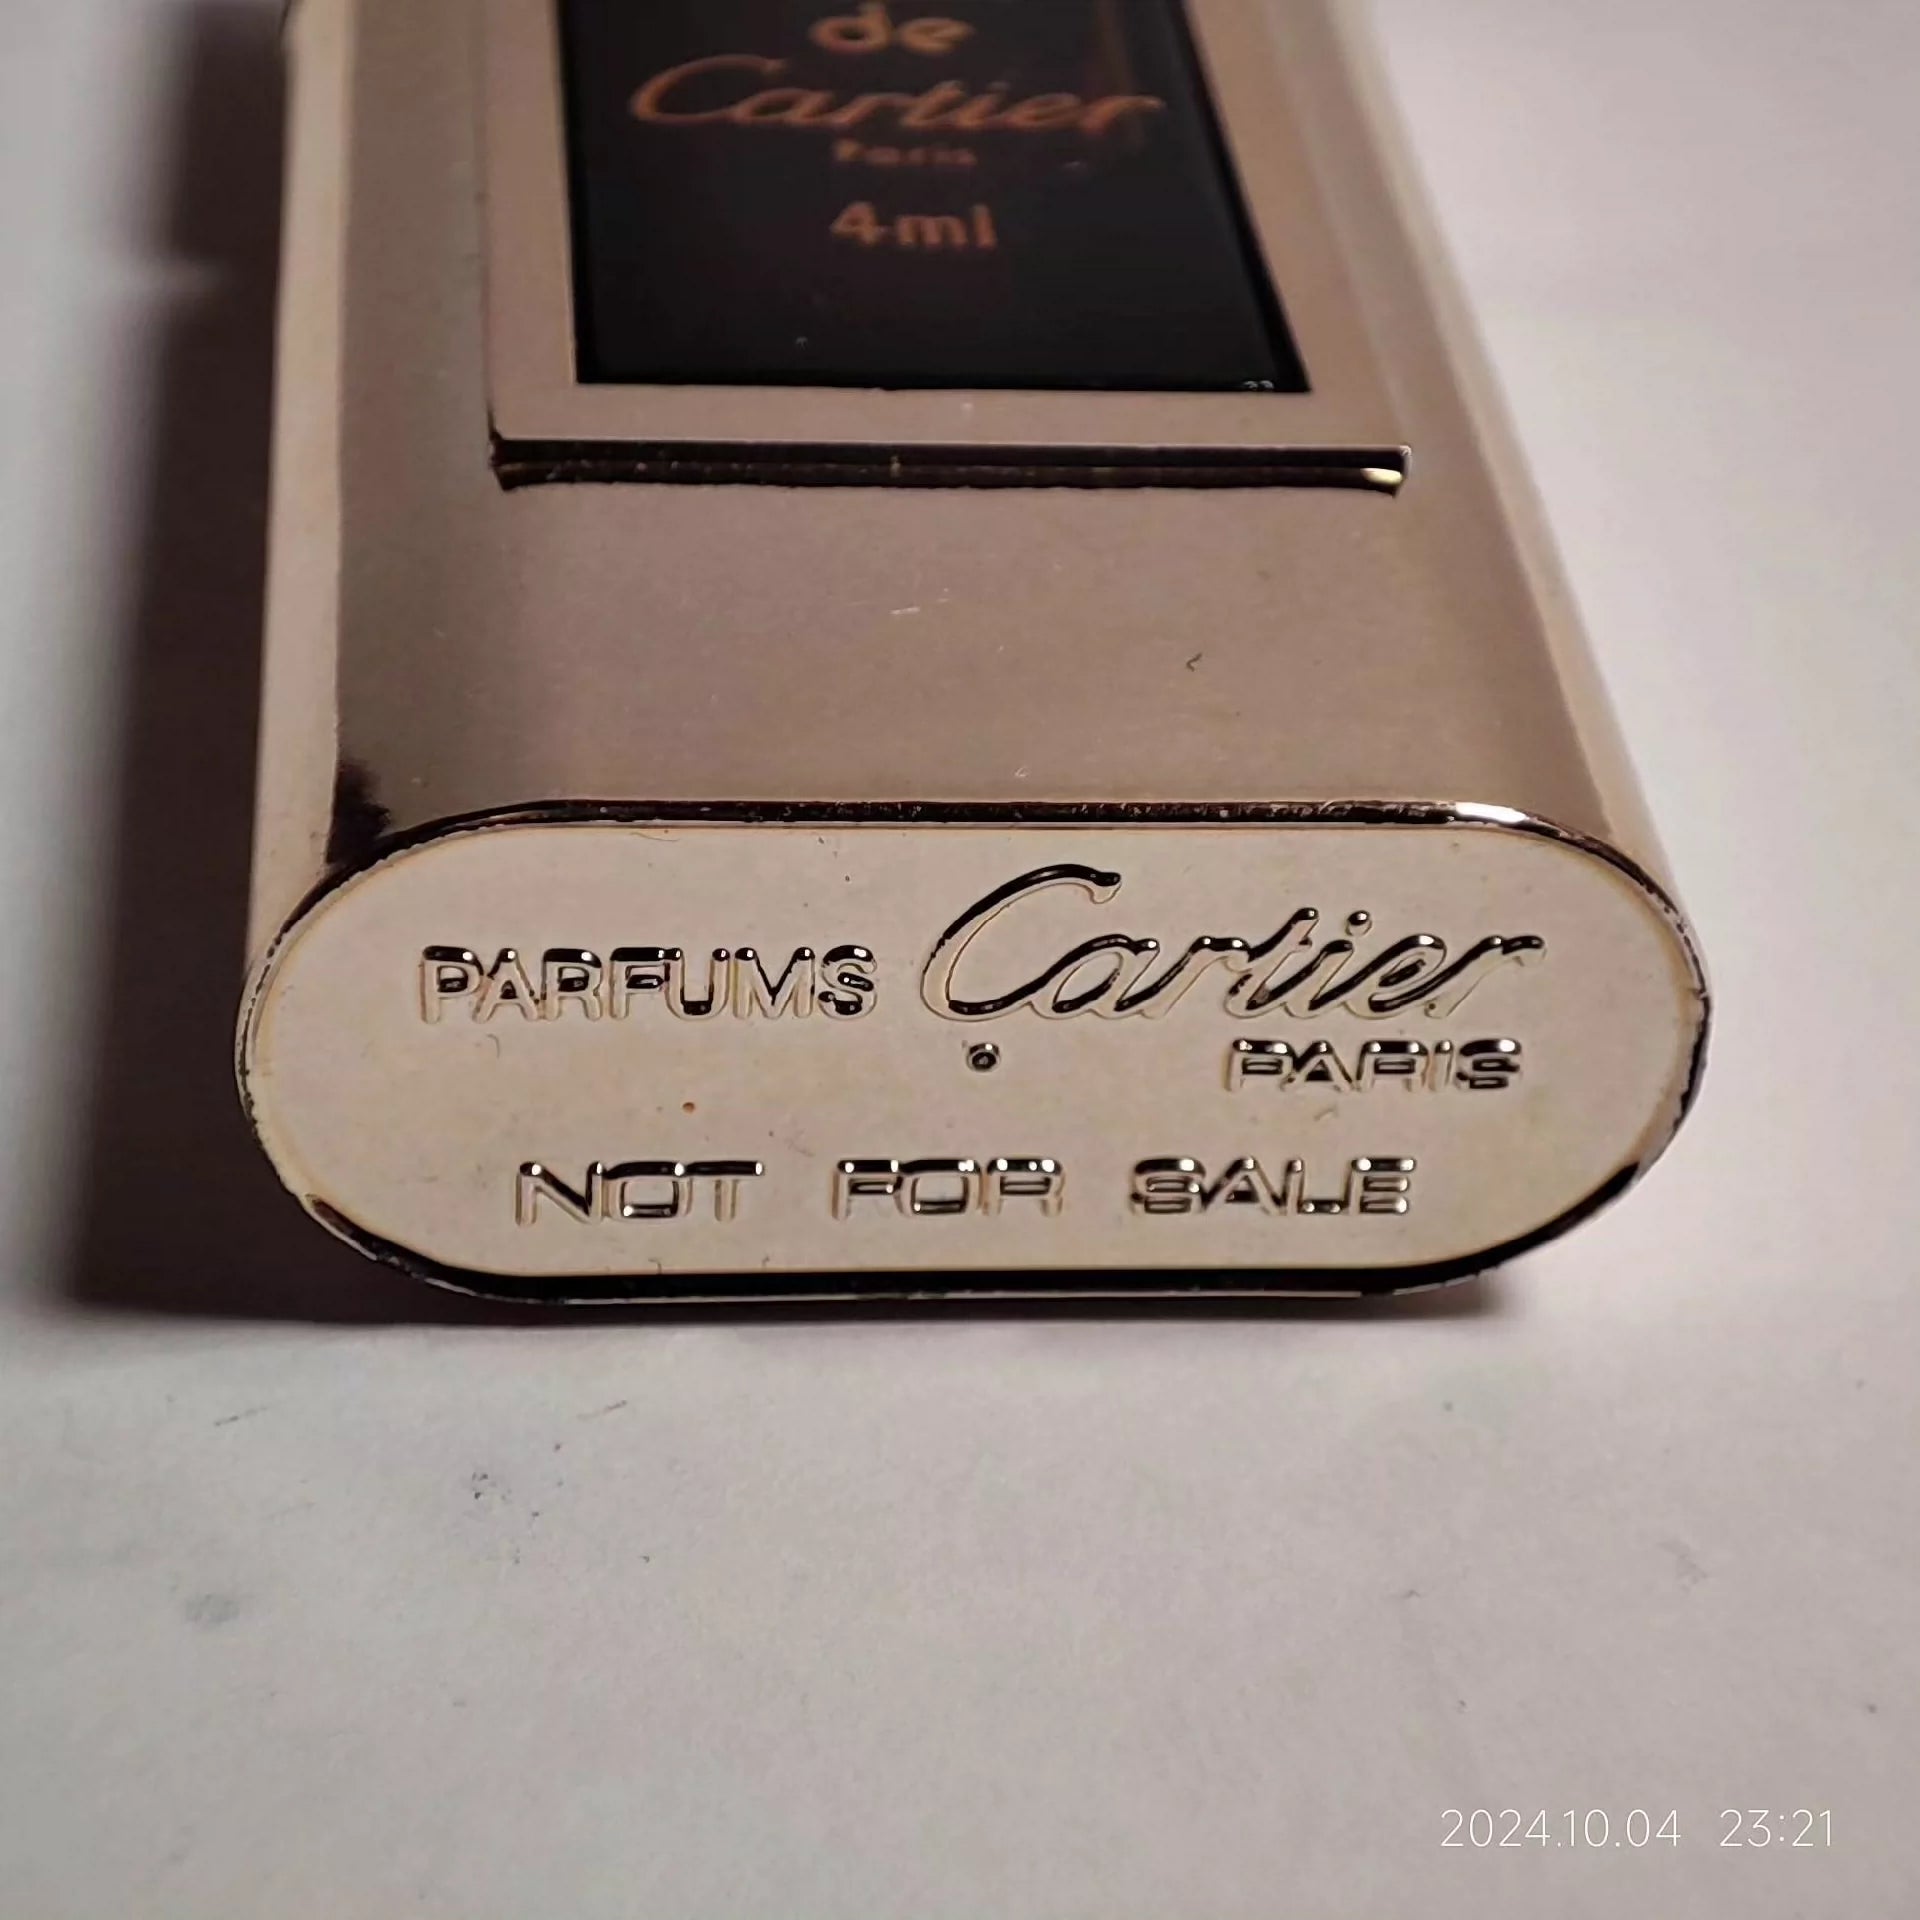 de
Cartier
Paris
4ml
PARFUMS Cartier
PARIS
NOT FOR SALE
2024.10.04 23:21